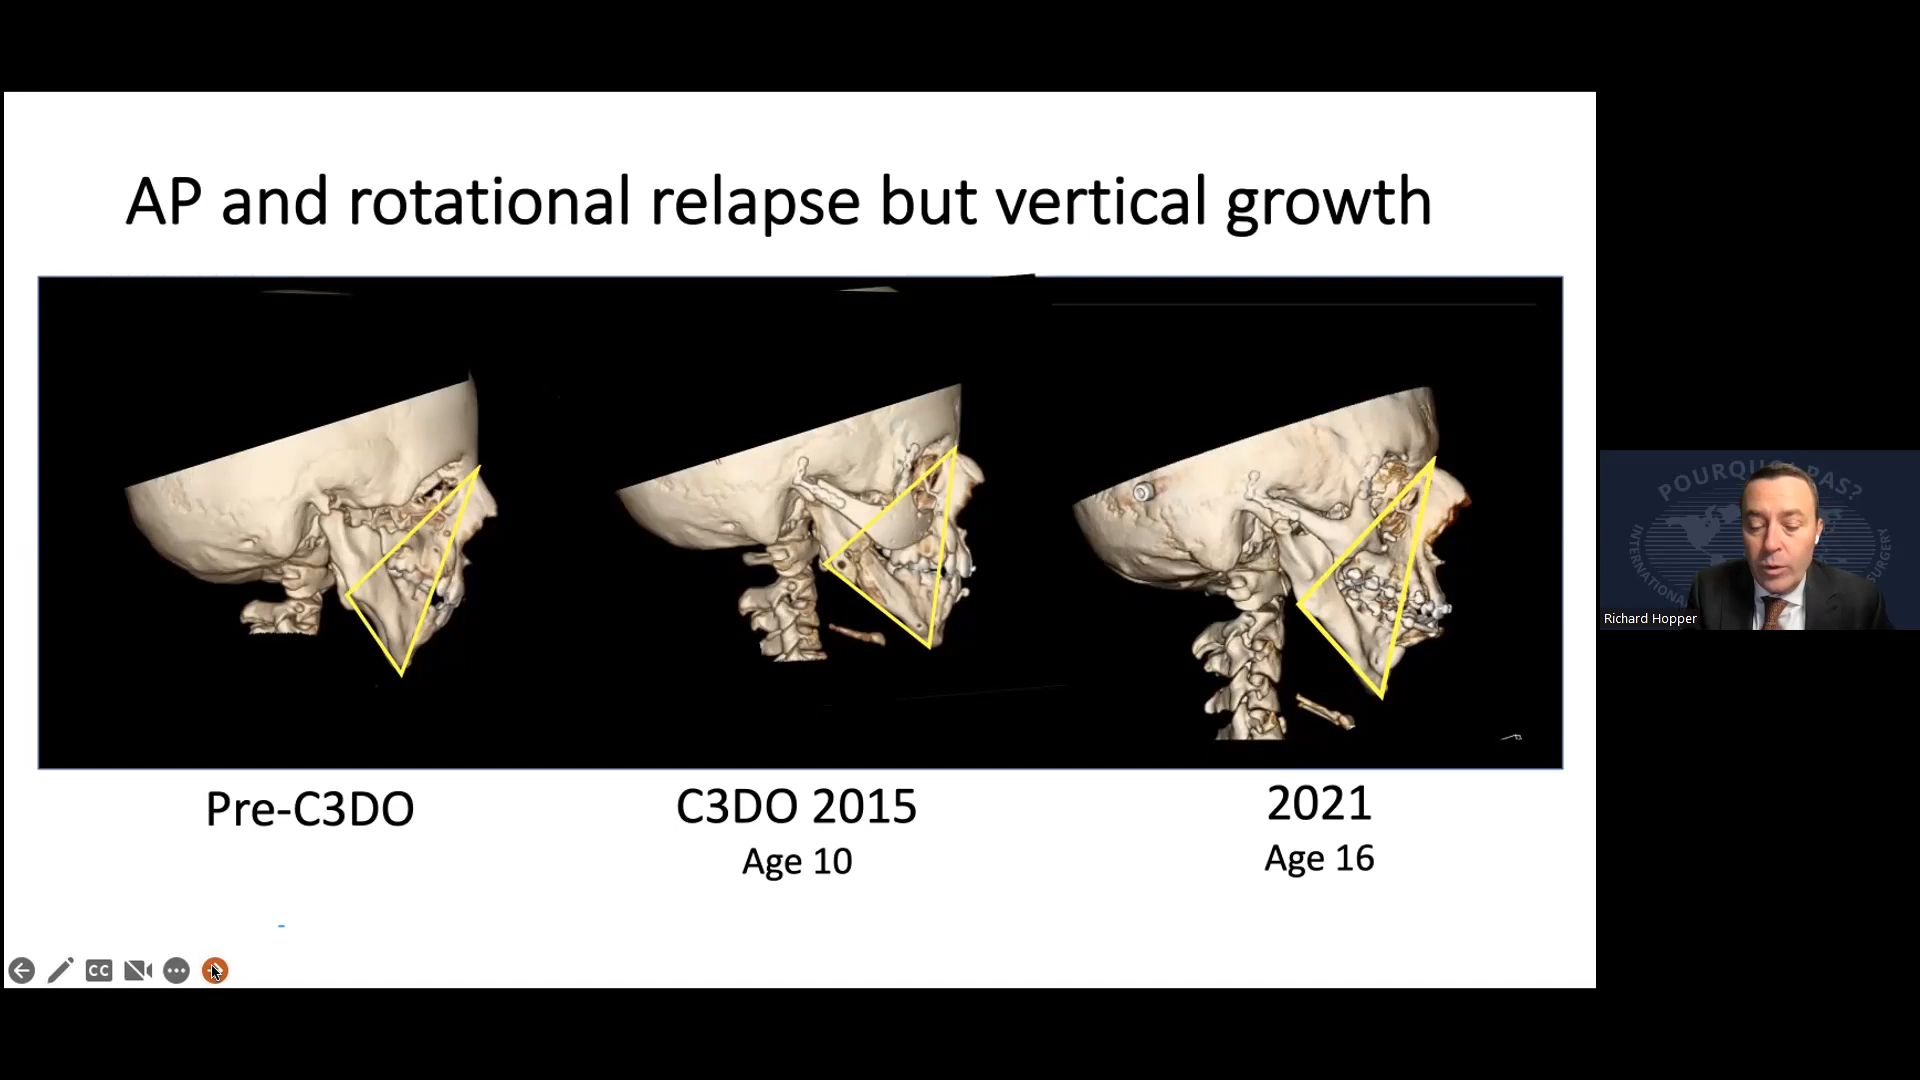 AP and rotational relapse but vertical growth
Pre-C3DO
C3DO 2015
Age 10
2021
Age 16
CC
POURQUOI PAS?
INTERNATIONAL
SURGERY
Richard Hopper